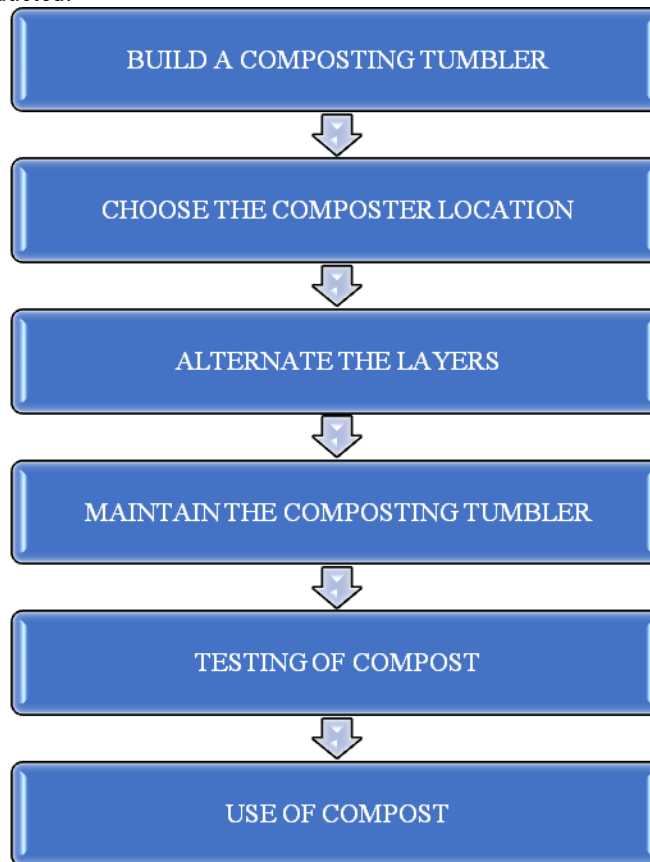 BUILD A COMPOSTING TUMBLER
CHOOSE THE COMPOSTER LOCATION
ALTERNATE THE LAYERS
MAINTAIN THE COMPOSTING TUMBLER
TESTING OF COMPOST
USE OF COMPOST